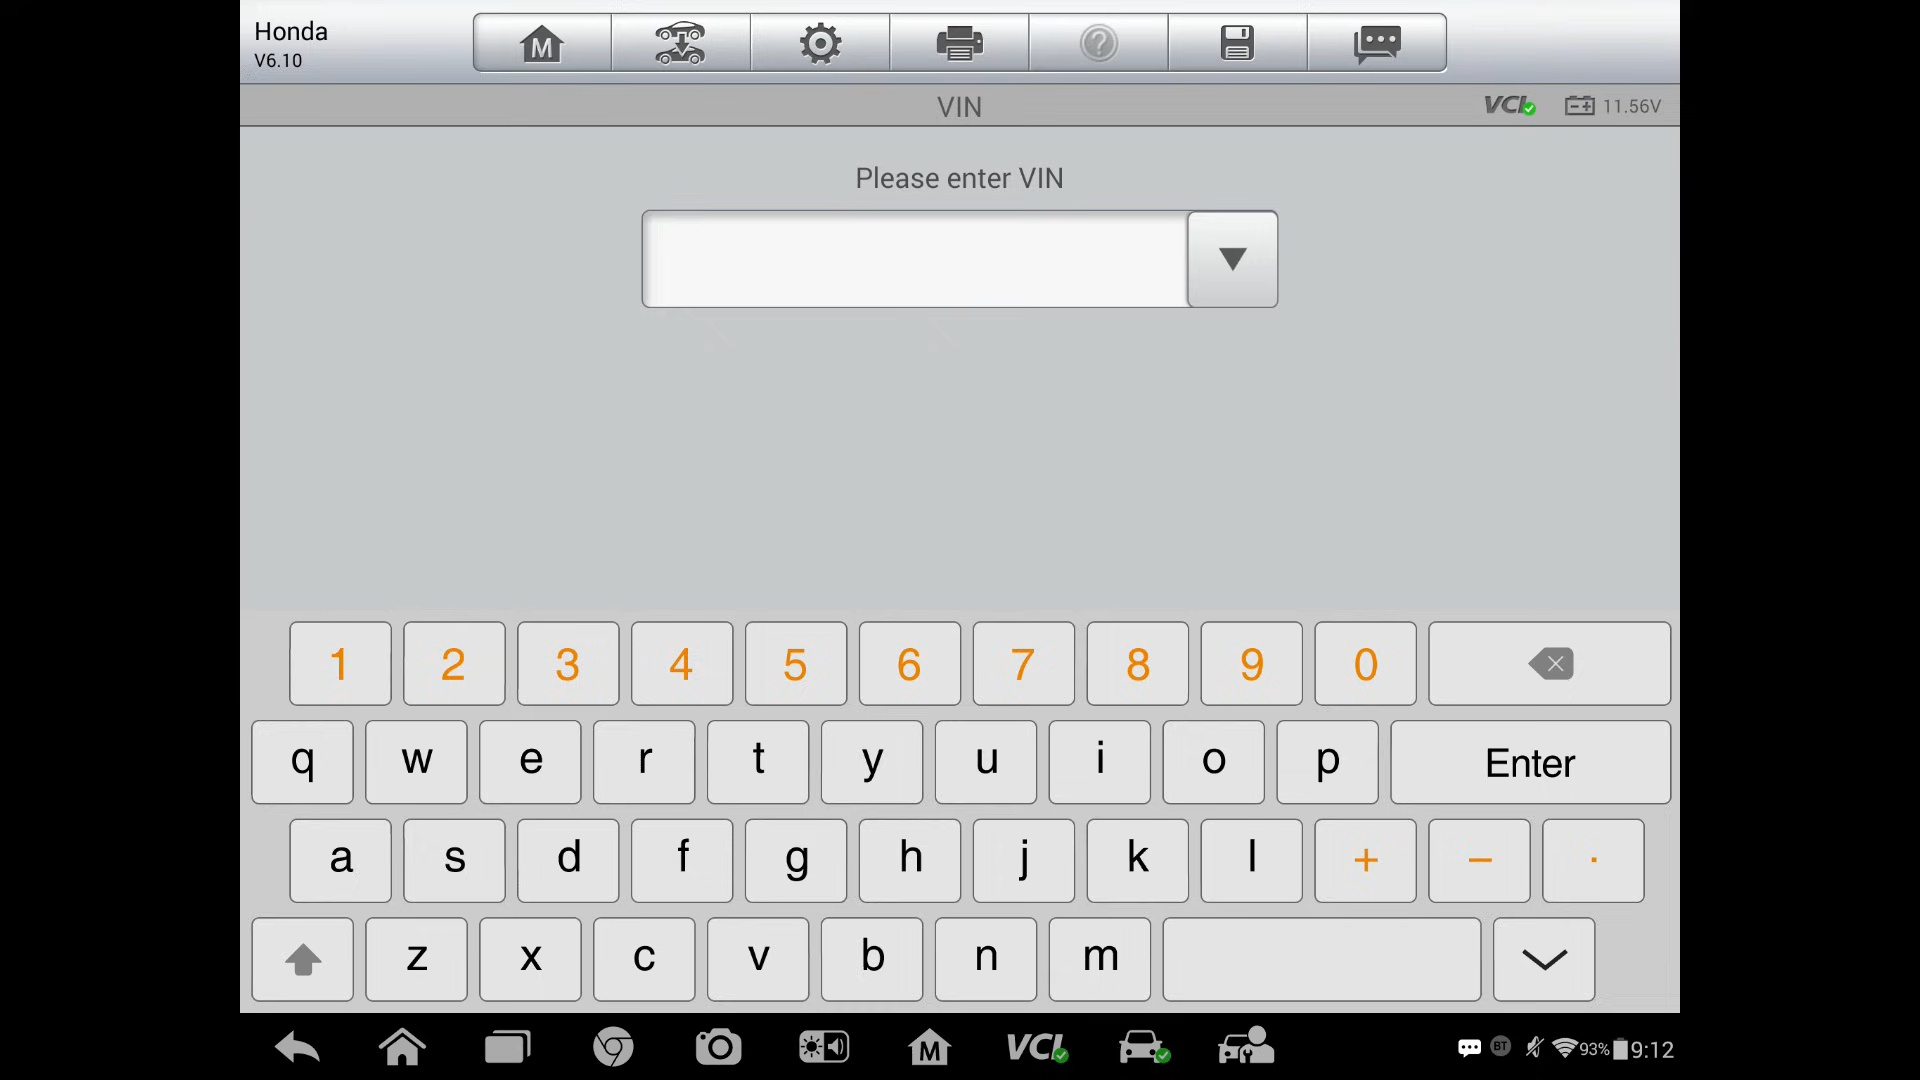 Honda
V6.10
M
?
VIN
VCI
11.56V
Please enter VIN
1 2 3 4 5 6 7 8 9 0
q w e r t y u i o p Enter
a s d f g h j k l + - ·
z x c v b n m
M VCI BT 93% 9:12